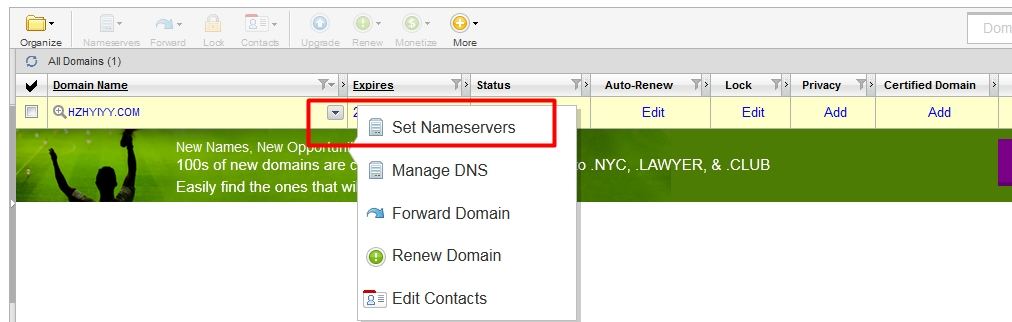 Organize Nameservers Forward Lock Contacts Upgrade Renew Monetize More
Dom
All Domains (1)
Domain Name Expires Status Auto-Renew Lock Privacy Certified Domain
HZHYIYY.COM 2 Edit Edit Add Add
Set Nameservers
New Names, New Opportuni
100s of new domains are c
to .NYC, .LAWYER, & .CLUB
Easily find the ones that wi
Manage DNS
Forward Domain
Renew Domain
Edit Contacts